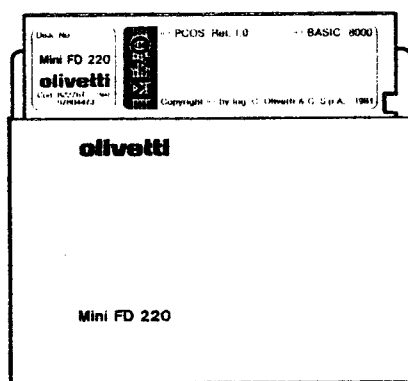 Disk No
PCOS Rel. 1.0 BASIC 8000
Mini FD 220
olivetti
Copyright by Ing. C. Olivetti & C. S.p.A. 1981
olivetti
Mini FD 220